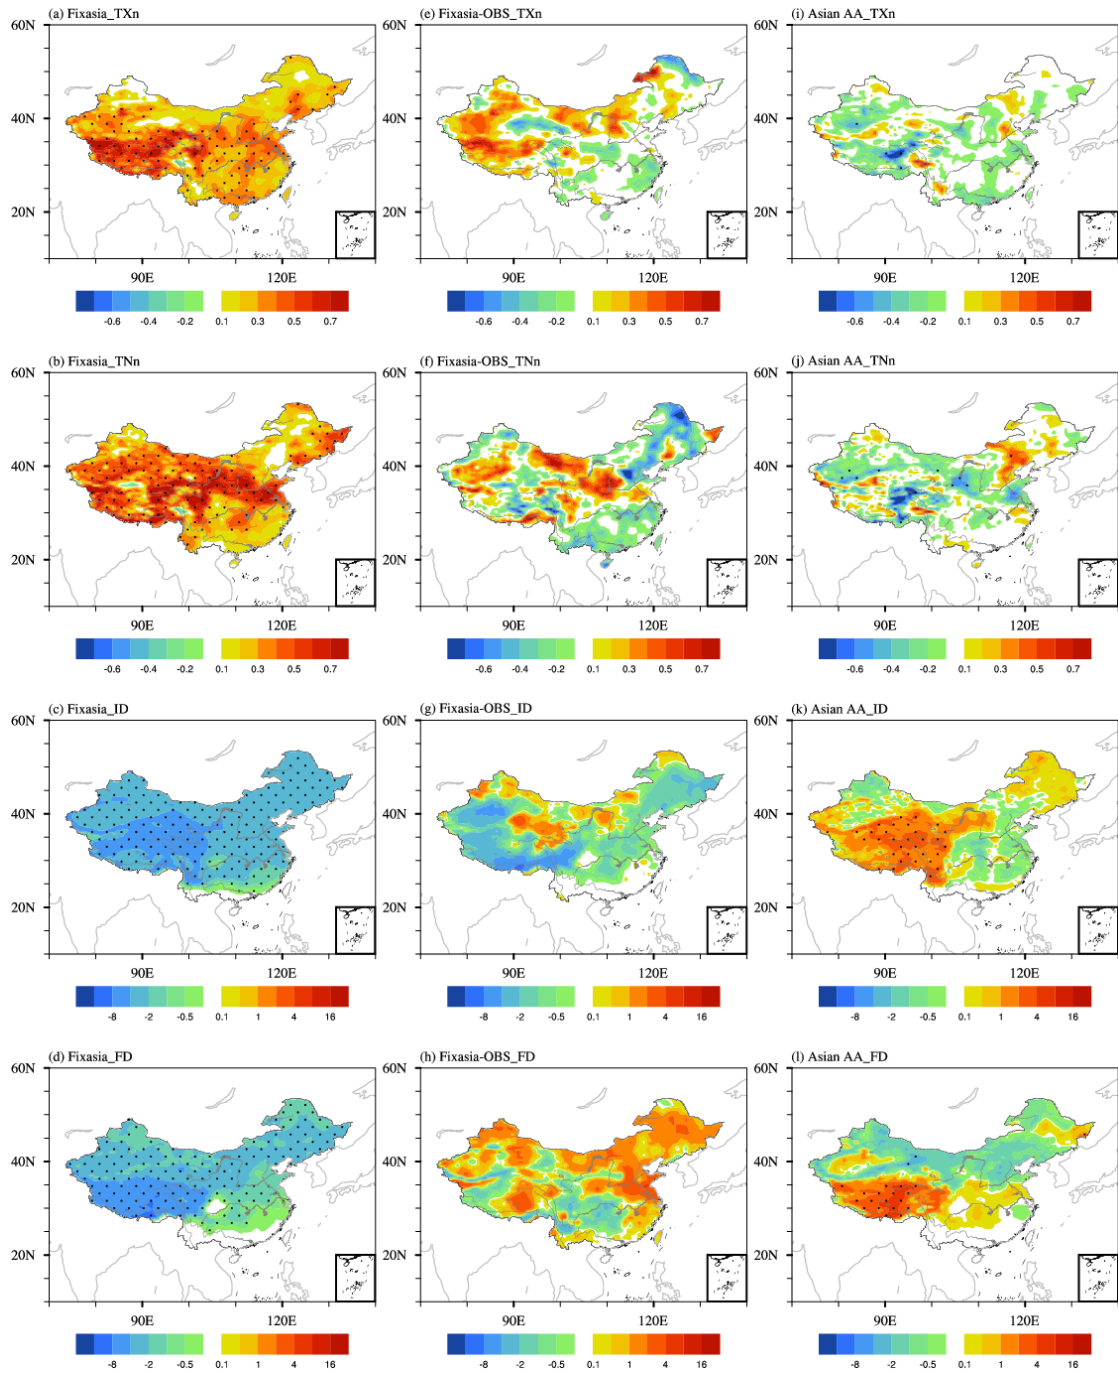 (a) Fixasia_TXn
(e) Fixasia-OBS_TXn
(i) Asian AA_TXn
60N
60N
60N
40N
40N
40N
20N
20N
20N
90E 120E
90E 120E
90E 120E
-0.6 -0.4 -0.2 0.1 0.3 0.5 0.7
-0.6 -0.4 -0.2 0.1 0.3 0.5 0.7
-0.6 -0.4 -0.2 0.1 0.3 0.5 0.7
(b) Fixasia_TNn
(f) Fixasia-OBS_TNn
(j) Asian AA_TNn
60N
60N
60N
40N
40N
40N
20N
20N
20N
90E 120E
90E 120E
90E 120E
-0.6 -0.4 -0.2 0.1 0.3 0.5 0.7
-0.6 -0.4 -0.2 0.1 0.3 0.5 0.7
-0.6 -0.4 -0.2 0.1 0.3 0.5 0.7
(c) Fixasia_ID
(g) Fixasia-OBS_ID
(k) Asian AA_ID
60N
60N
60N
40N
40N
40N
20N
20N
20N
90E 120E
90E 120E
90E 120E
-8 -2 -0.5 0.1 1 4 16
-8 -2 -0.5 0.1 1 4 16
-8 -2 -0.5 0.1 1 4 16
(d) Fixasia_FD
(h) Fixasia-OBS_FD
(l) Asian AA_FD
60N
60N
60N
40N
40N
40N
20N
20N
20N
90E 120E
90E 120E
90E 120E
-8 -2 -0.5 0.1 1 4 16
-8 -2 -0.5 0.1 1 4 16
-8 -2 -0.5 0.1 1 4 16